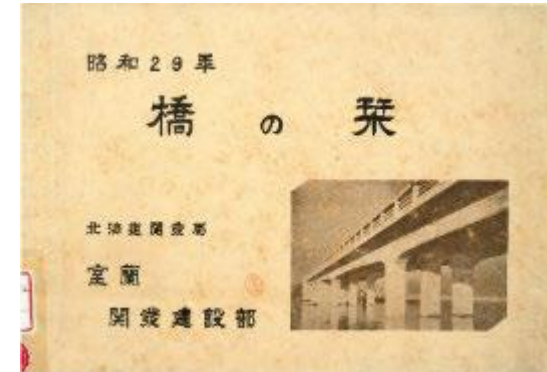 昭和29年
橋の栞
北海道開発局
室蘭
開発建設部